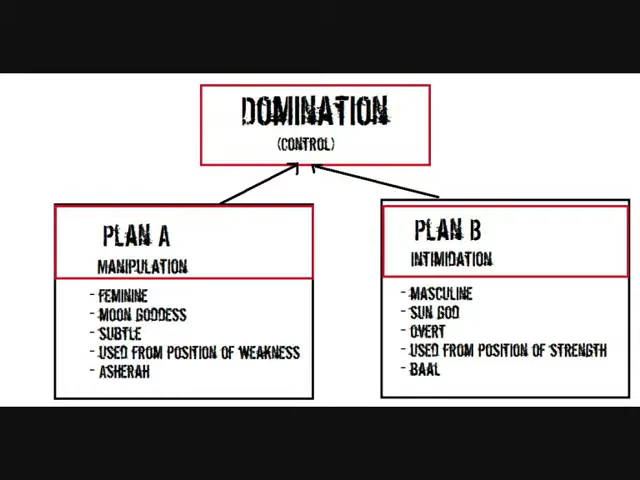 DOMINATION
(CONTROL)
PLAN A
MANIPULATION
- FEMININE
- MOON GODDESS
- SUBTLE
- USED FROM POSITION OF WEAKNESS
- ASHERAH
PLAN B
INTIMIDATION
- MASCULINE
- SUN GOD
- OVERT
- USED FROM POSITION OF STRENGTH
- BAAL